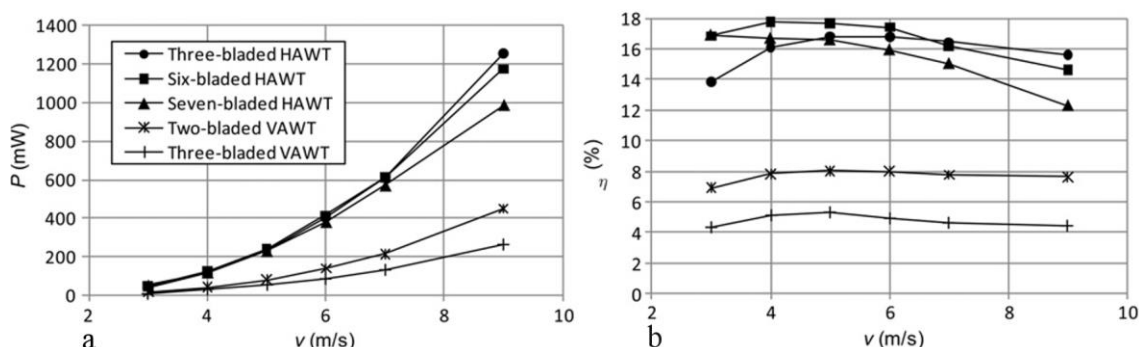 1400
1200
1000
800
600
400
200
0
P (mW)
Three-bladed HAWT
Six-bladed HAWT
Seven-bladed HAWT
Two-bladed VAWT
Three-bladed VAWT
2 4 6 8 10
a v (m/s)
18
16
14
12
10
8
6
4
2
0
η (%)
2 4 6 8 10
b v (m/s)